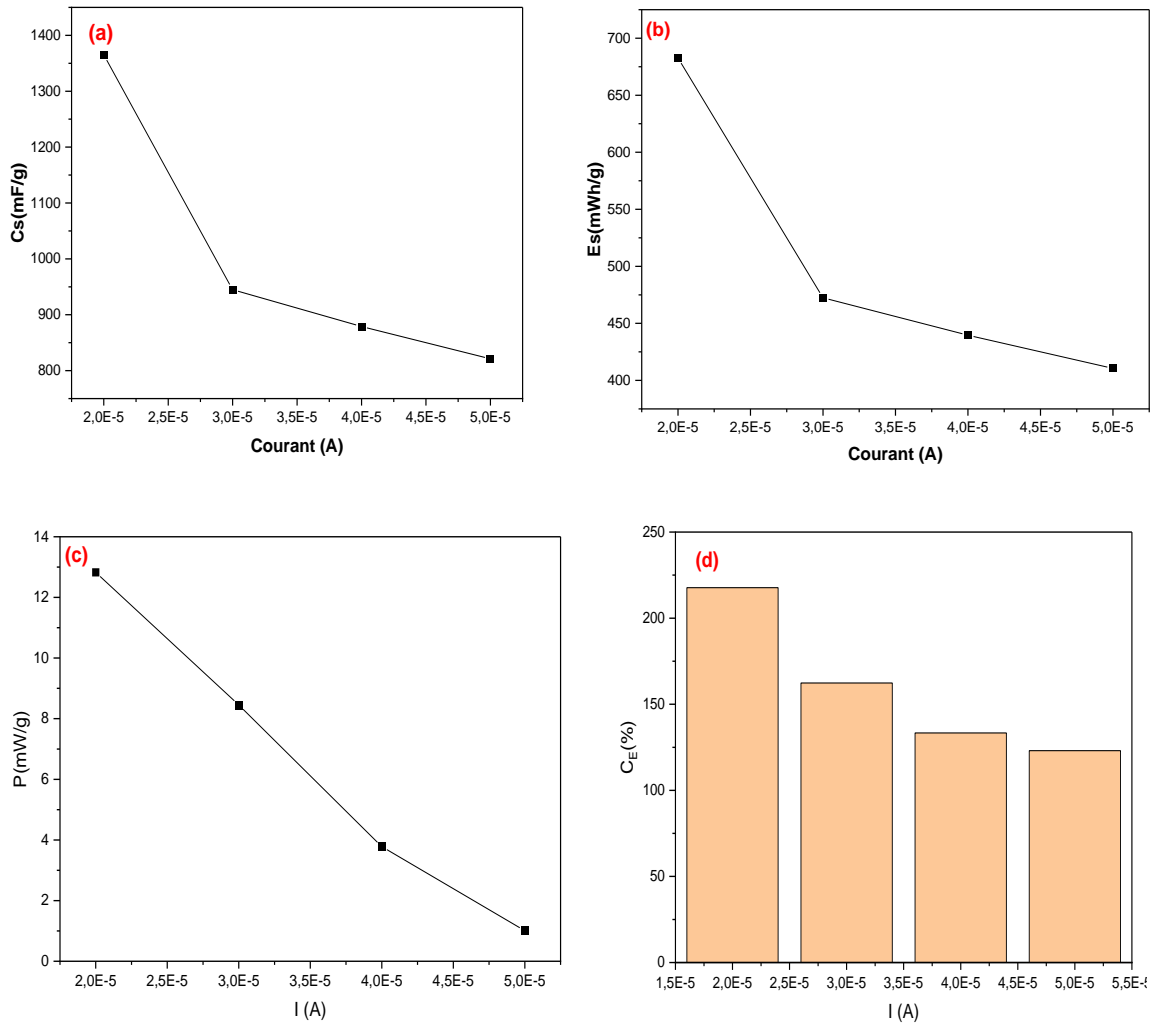 (a)
1400
1300
1200
1100
1000
900
800
Cs(mF/g)
2,0E-5 2,5E-5 3,0E-5 3,5E-5 4,0E-5 4,5E-5 5,0E-5
Courant (A)
(b)
700
650
600
550
500
450
400
Es(mWh/g)
2,0E-5 2,5E-5 3,0E-5 3,5E-5 4,0E-5 4,5E-5 5,0E-5
Courant (A)
(c)
14
12
10
8
6
4
2
0
P(mW/g)
2,0E-5 2,5E-5 3,0E-5 3,5E-5 4,0E-5 4,5E-5 5,0E-5
I (A)
(d)
250
200
150
100
50
0
CE(%)
1,5E-5 2,0E-5 2,5E-5 3,0E-5 3,5E-5 4,0E-5 4,5E-5 5,0E-5 5,5E-5
I (A)